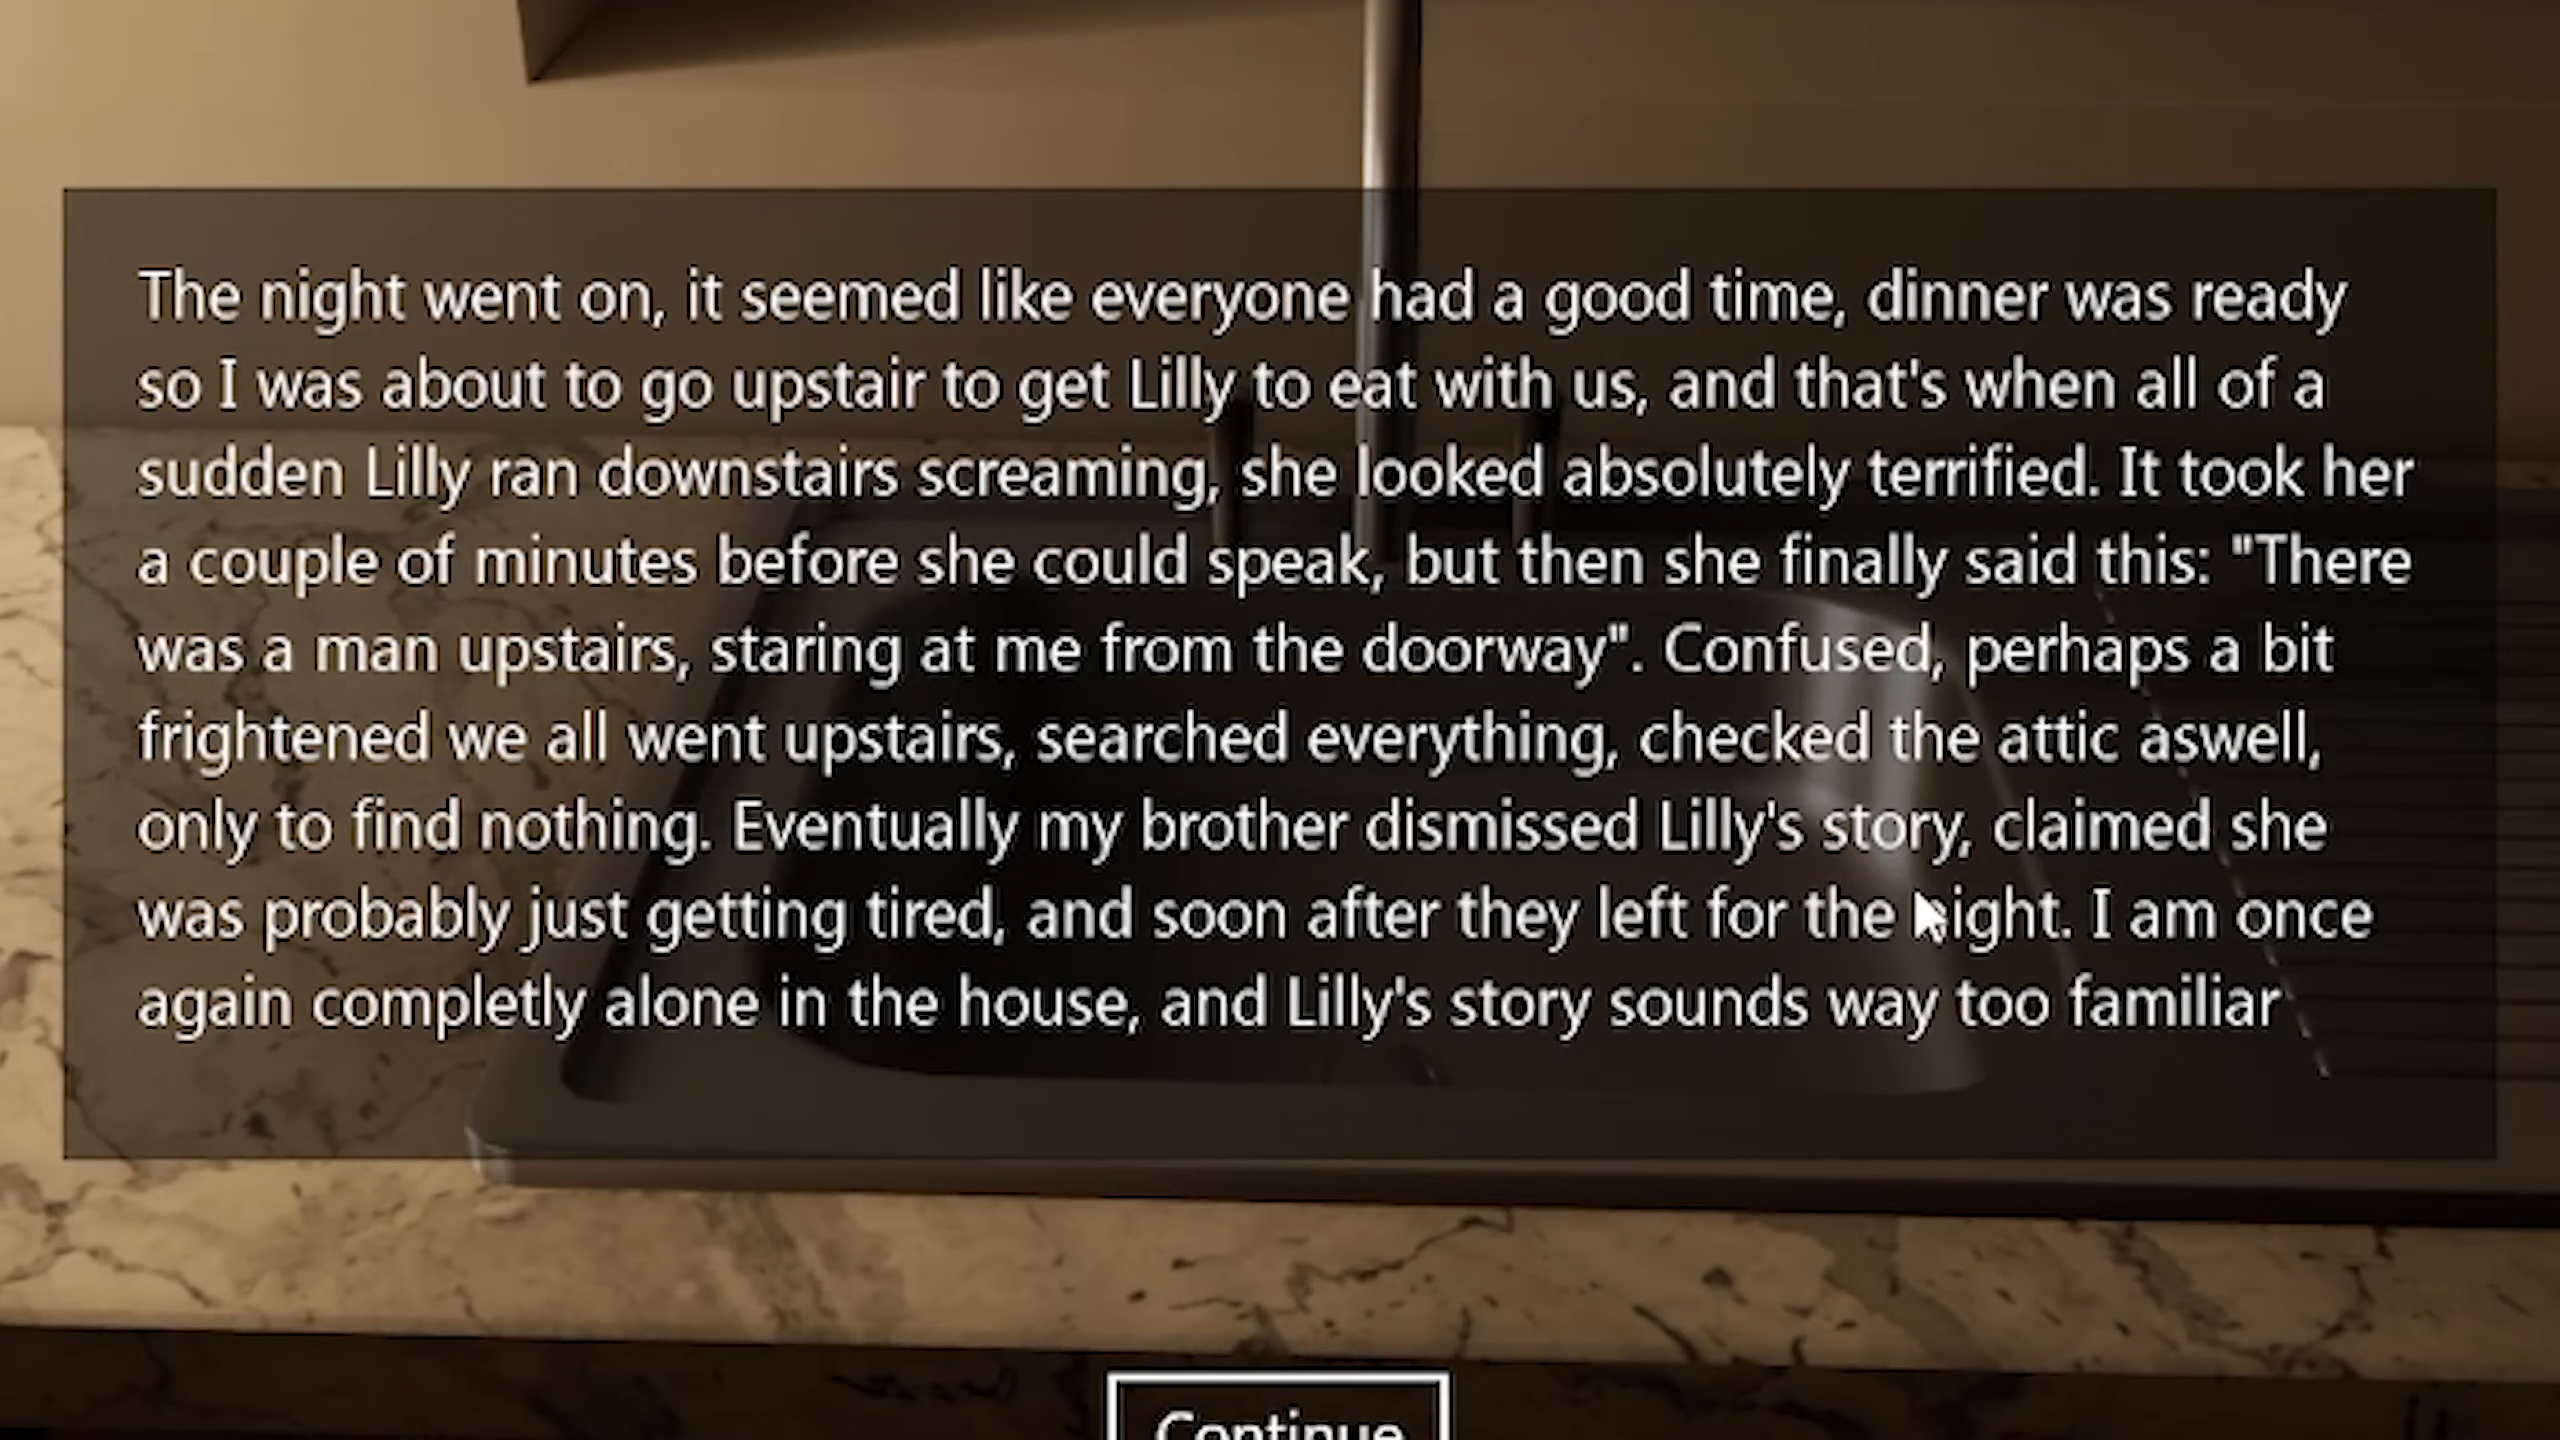 The night went on, it seemed like everyone had a good time, dinner was ready
so I was about to go upstair to get Lilly to eat with us, and that's when all of a
sudden Lilly ran downstairs screaming, she looked absolutely terrified. It took her
a couple of minutes before she could speak, but then she finally said this: "There
was a man upstairs, staring at me from the doorway". Confused, perhaps a bit
frightened we all went upstairs, searched everything, checked the attic aswell,
only to find nothing. Eventually my brother dismissed Lilly's story, claimed she
was probably just getting tired, and soon after they left for the night. I am once
again completly alone in the house, and Lilly's story sounds way too familiar
Continue